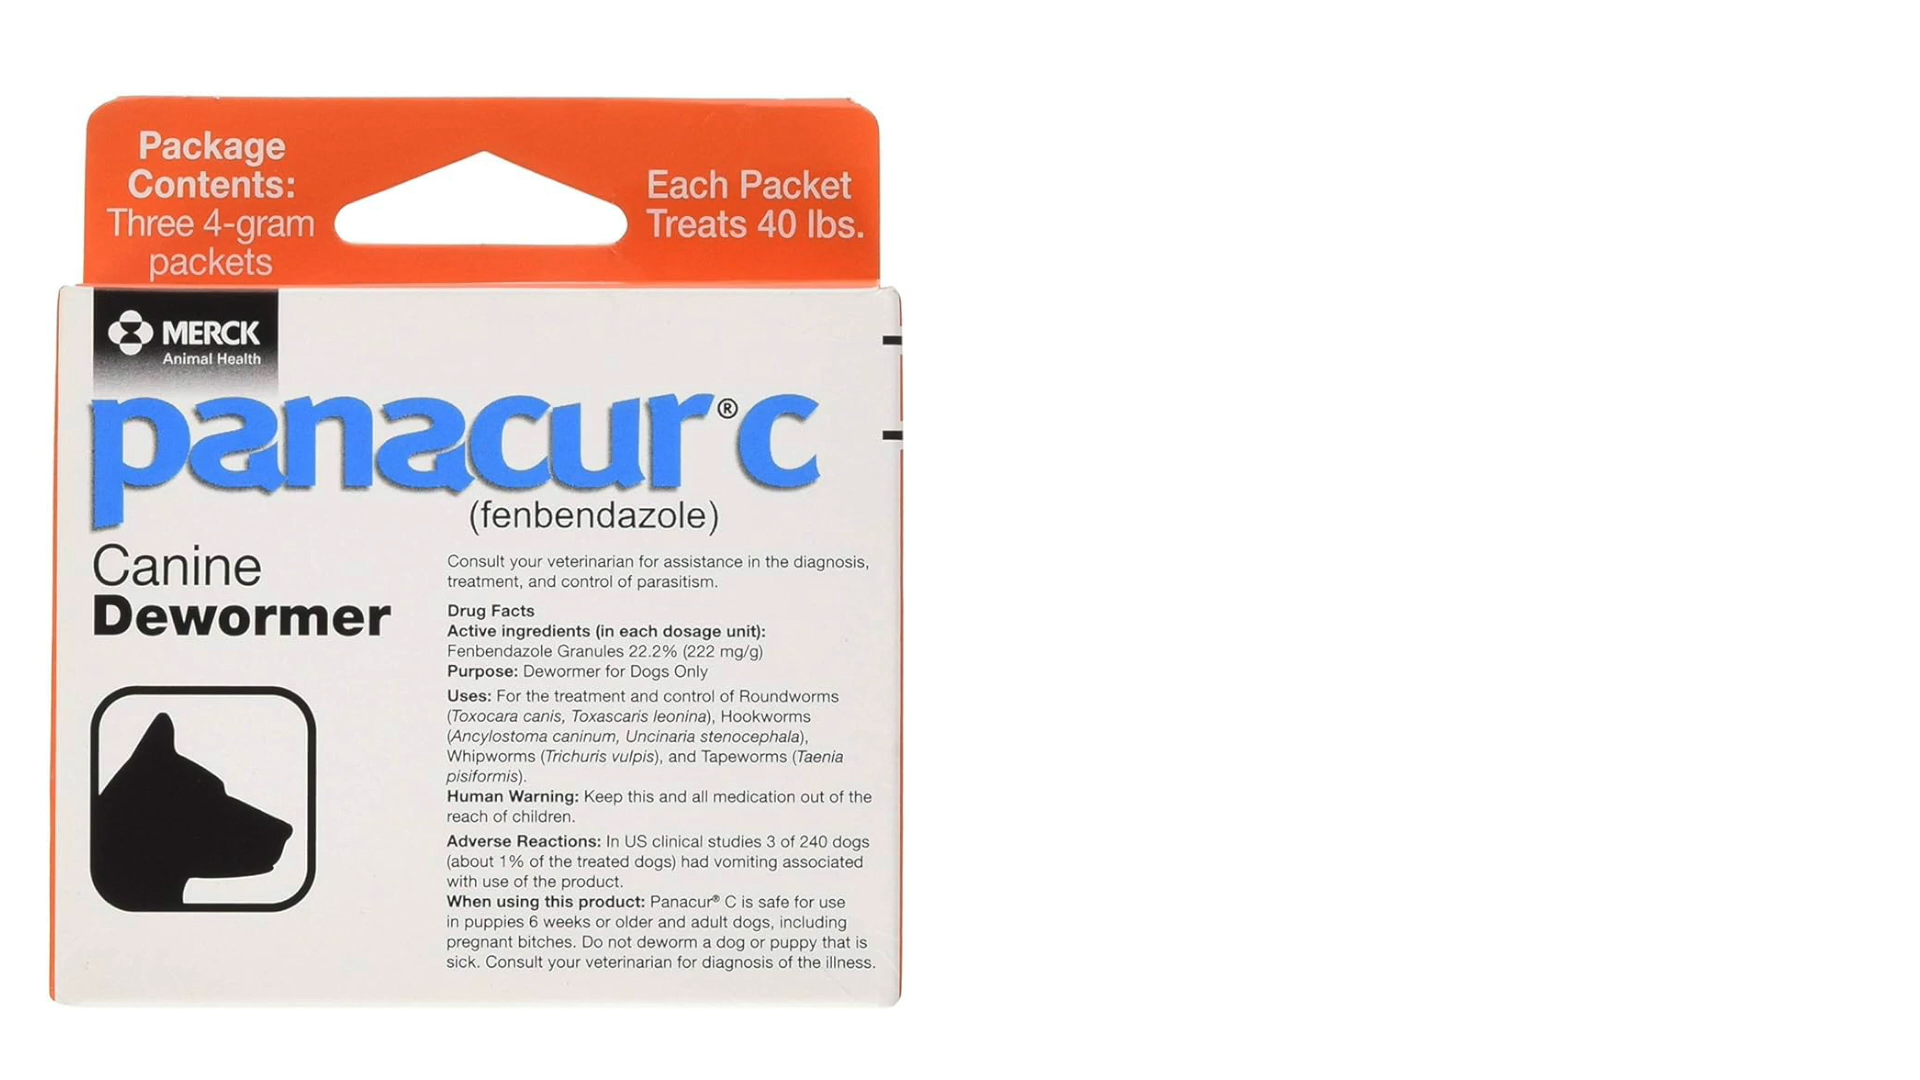 Package
Contents:
Three 4-gram
packets
Each Packet
Treats 40 lbs.
MERCK
Animal Health
panacur® c
(fenbendazole)
Canine
Dewormer
Consult your veterinarian for assistance in the diagnosis,
treatment, and control of parasitism.
Drug Facts
Active ingredients (in each dosage unit):
Fenbendazole Granules 22.2% (222 mg/g)
Purpose: Dewormer for Dogs Only
Uses: For the treatment and control of Roundworms
(Toxocara canis, Toxascaris leonina), Hookworms
(Ancylostoma caninum, Uncinaria stenocephala),
Whipworms (Trichuris vulpis), and Tapeworms (Taenia
pisiformis).
Human Warning: Keep this and all medication out of the
reach of children.
Adverse Reactions: In US clinical studies 3 of 240 dogs
(about 1% of the treated dogs) had vomiting associated
with use of the product.
When using this product: Panacur® C is safe for use
in puppies 6 weeks or older and adult dogs, including
pregnant bitches. Do not deworm a dog or puppy that is
sick. Consult your veterinarian for diagnosis of the illness.